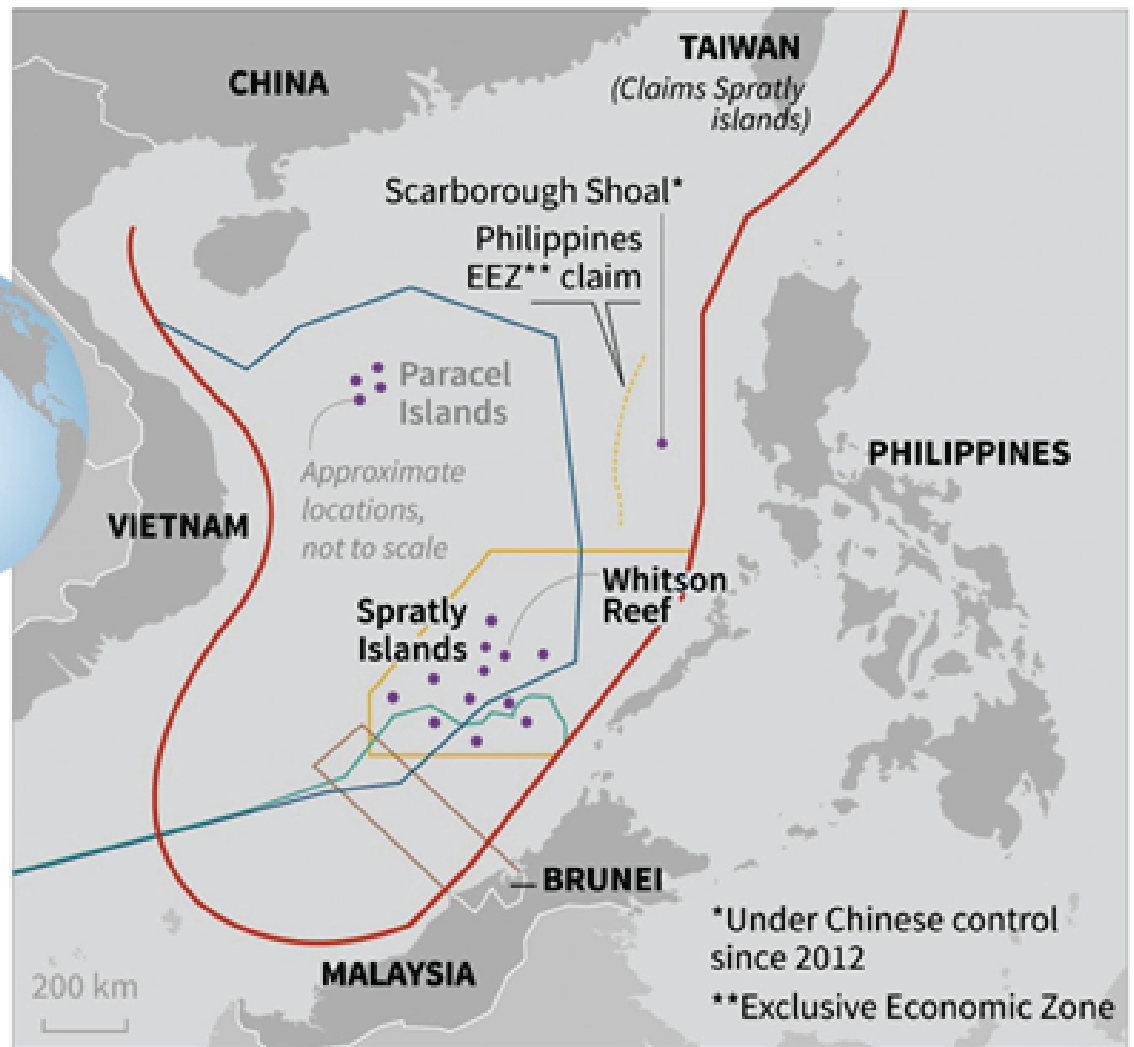 TAIWAN
(Claims Spratly
islands)
CHINA
Scarborough Shoal*
Philippines
EEZ** claim
Paracel
Islands
Approximate
locations,
not to scale
PHILIPPINES
VIETNAM
Whitson
Reef
Spratly
Islands
BRUNEI
MALAYSIA
*Under Chinese control
since 2012
**Exclusive Economic Zone
200 km